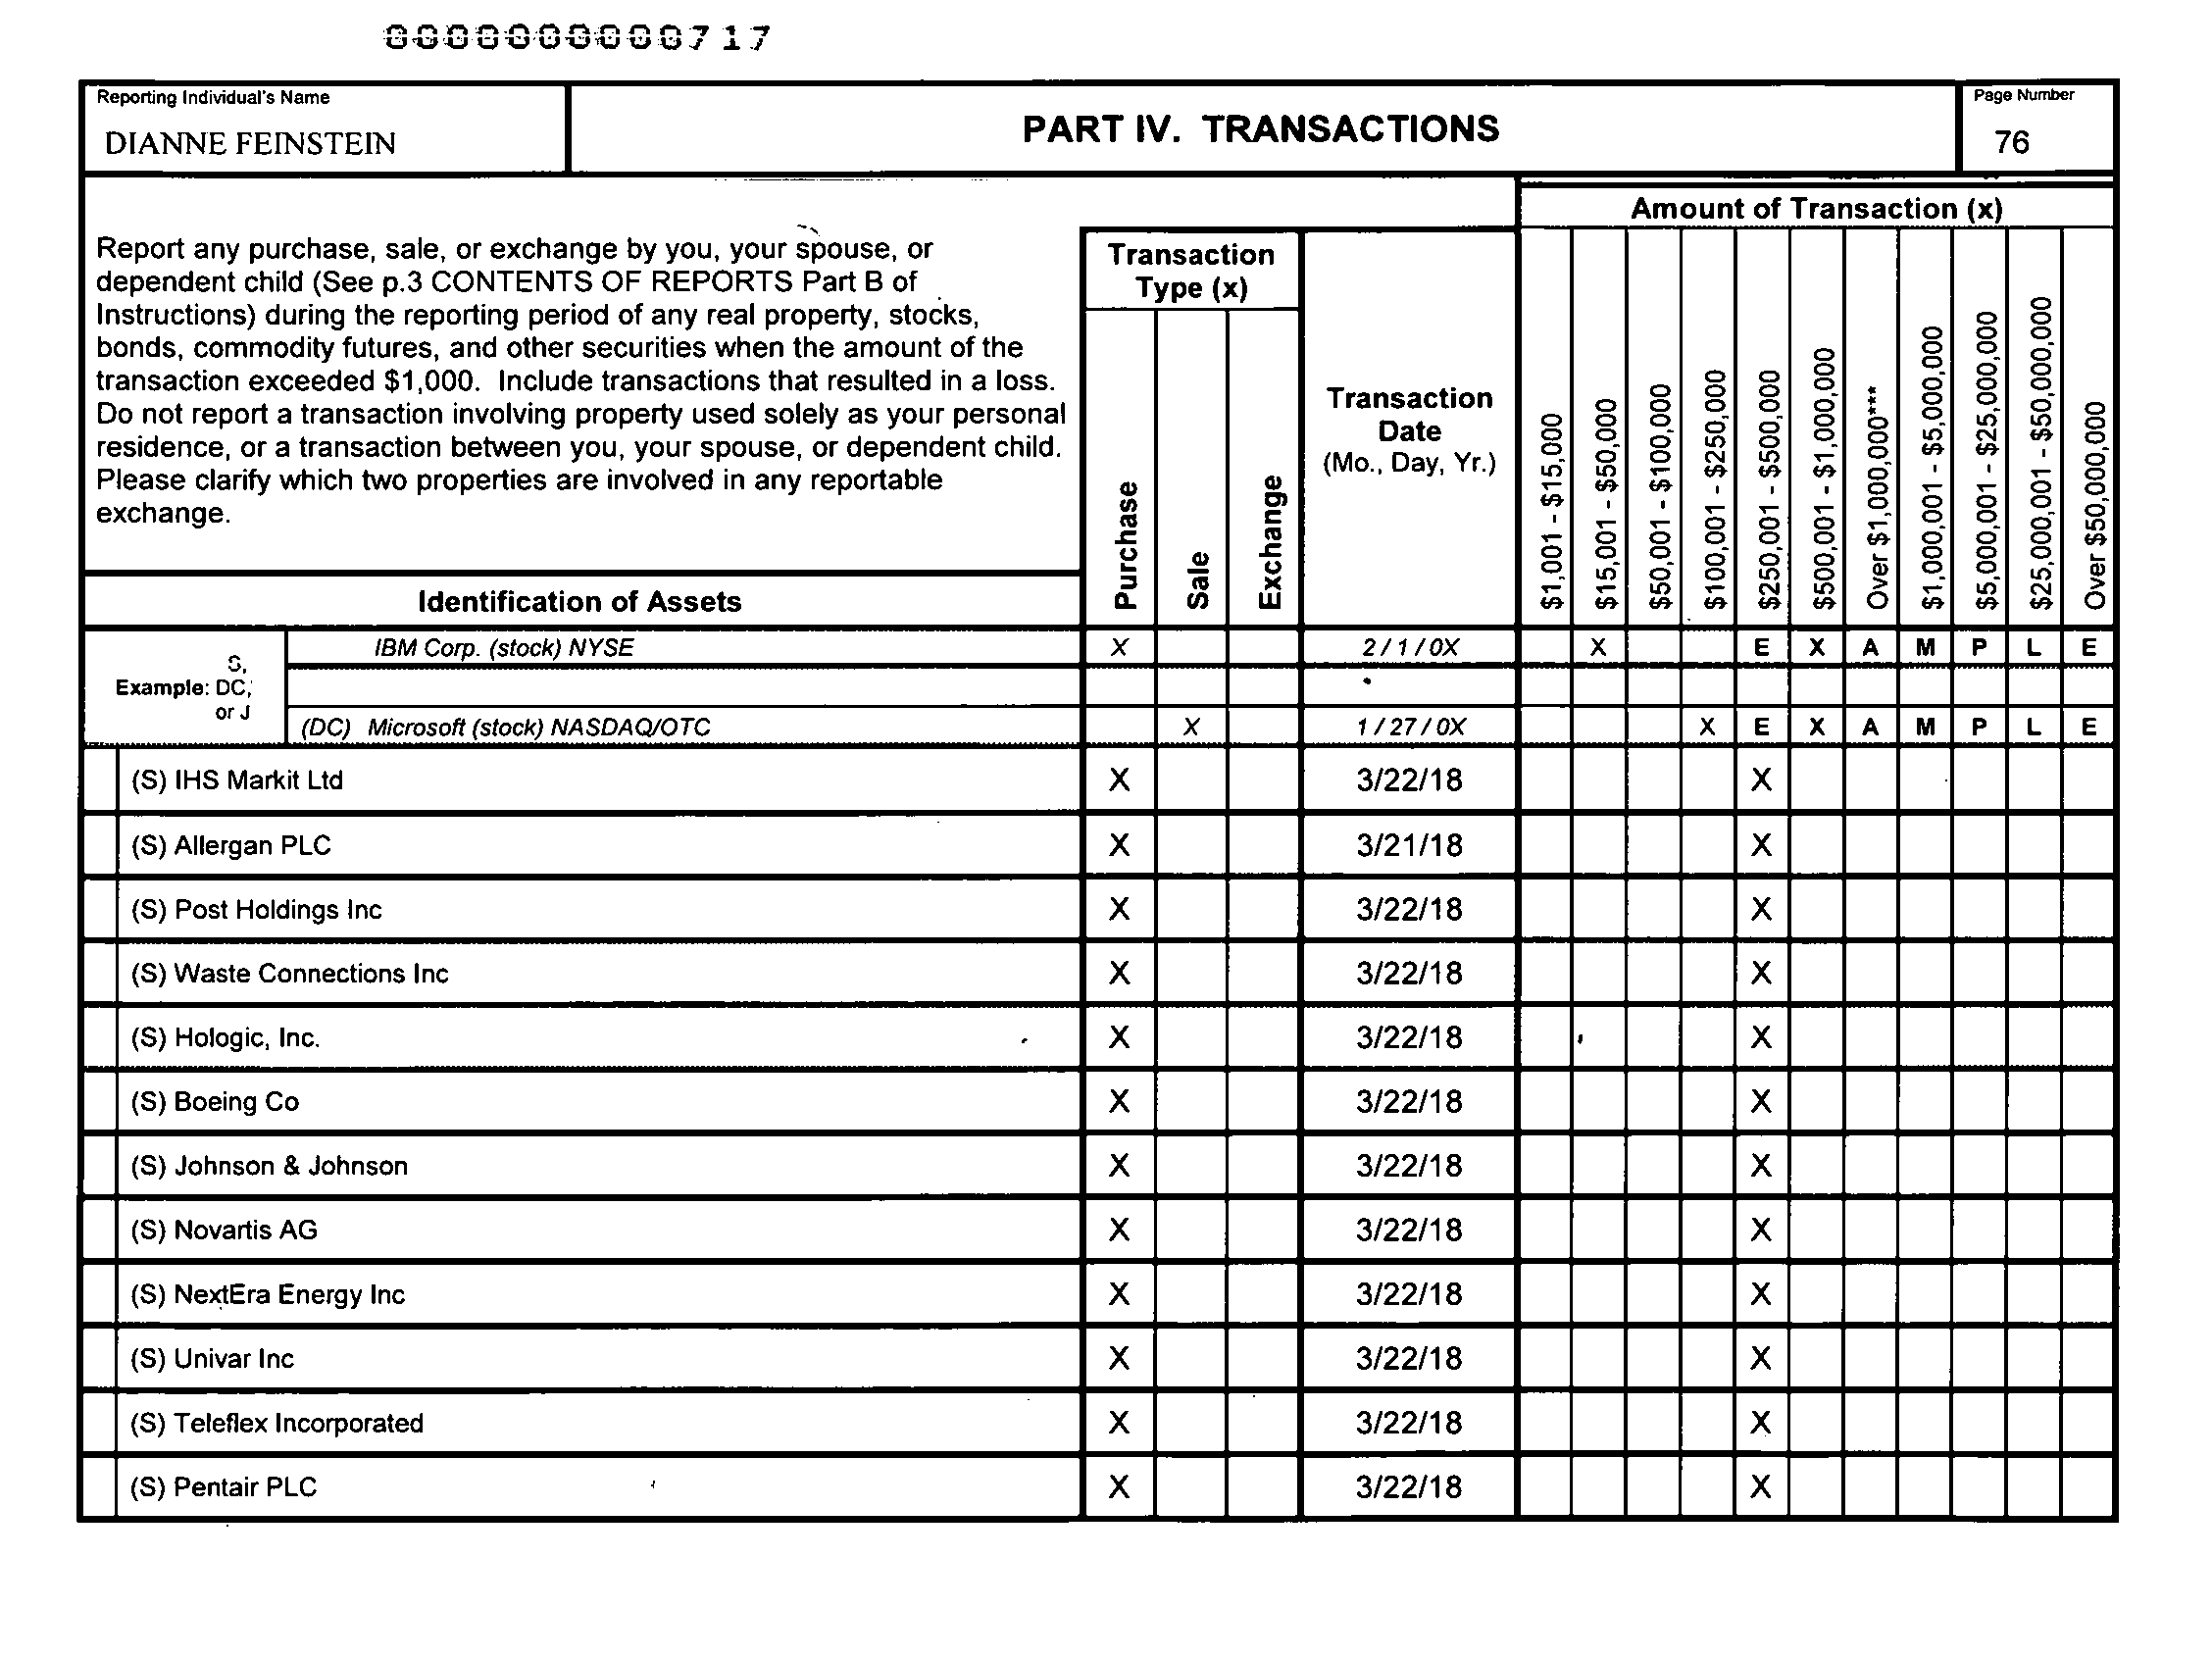 000000000717
Reporting Individual's Name
DIANNE FEINSTEIN
PART IV. TRANSACTIONS
Page Number
76
Report any purchase, sale, or exchange by you, your spouse, or
dependent child (See p.3 CONTENTS OF REPORTS Part B of
Instructions) during the reporting period of any real property, stocks,
bonds, commodity futures, and other securities when the amount of the
transaction exceeded $1,000. Include transactions that resulted in a loss.
Do not report a transaction involving property used solely as your personal
residence, or a transaction between you, your spouse, or dependent child.
Please clarify which two properties are involved in any reportable
exchange.
Identification of Assets
Transaction
Type (x)
Purchase
Sale
Exchange
Transaction
Date
(Mo., Day, Yr.)
Amount of Transaction (x)
$1,001 - $15,000
$15,001 - $50,000
$50,001 - $100,000
$100,001 - $250,000
$250,001 - $500,000
$500,001 - $1,000,000
Over $1,000,000***
$1,000,001 - $5,000,000
$5,000,001 - $25,000,000
$25,000,001 - $50,000,000
Over $50,000,000
S,
Example: DC,
or J
IBM Corp. (stock) NYSE X 2/1/0X X E X A M P L E
(DC) Microsoft (stock) NASDAQ/OTC X 1/27/0X X E X A M P L E
(S) IHS Markit Ltd X 3/22/18 X
(S) Allergan PLC X 3/21/18 X
(S) Post Holdings Inc X 3/22/18 X
(S) Waste Connections Inc X 3/22/18 X
(S) Hologic, Inc. X 3/22/18 X
(S) Boeing Co X 3/22/18 X
(S) Johnson & Johnson X 3/22/18 X
(S) Novartis AG X 3/22/18 X
(S) NextEra Energy Inc X 3/22/18 X
(S) Univar Inc X 3/22/18 X
(S) Teleflex Incorporated X 3/22/18 X
(S) Pentair PLC X 3/22/18 X